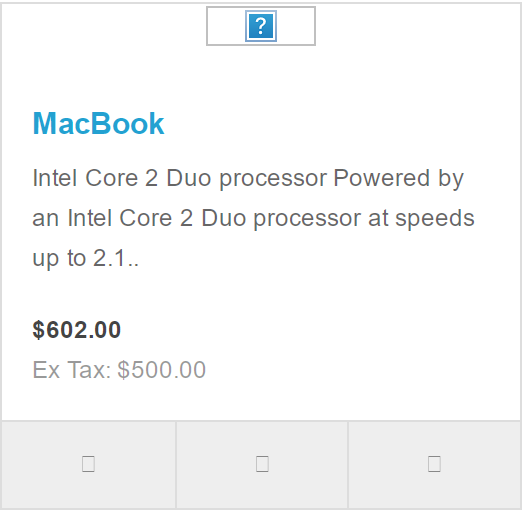 MacBook
Intel Core 2 Duo processor Powered by
an Intel Core 2 Duo processor at speeds
up to 2.1..
$602.00
Ex Tax: $500.00